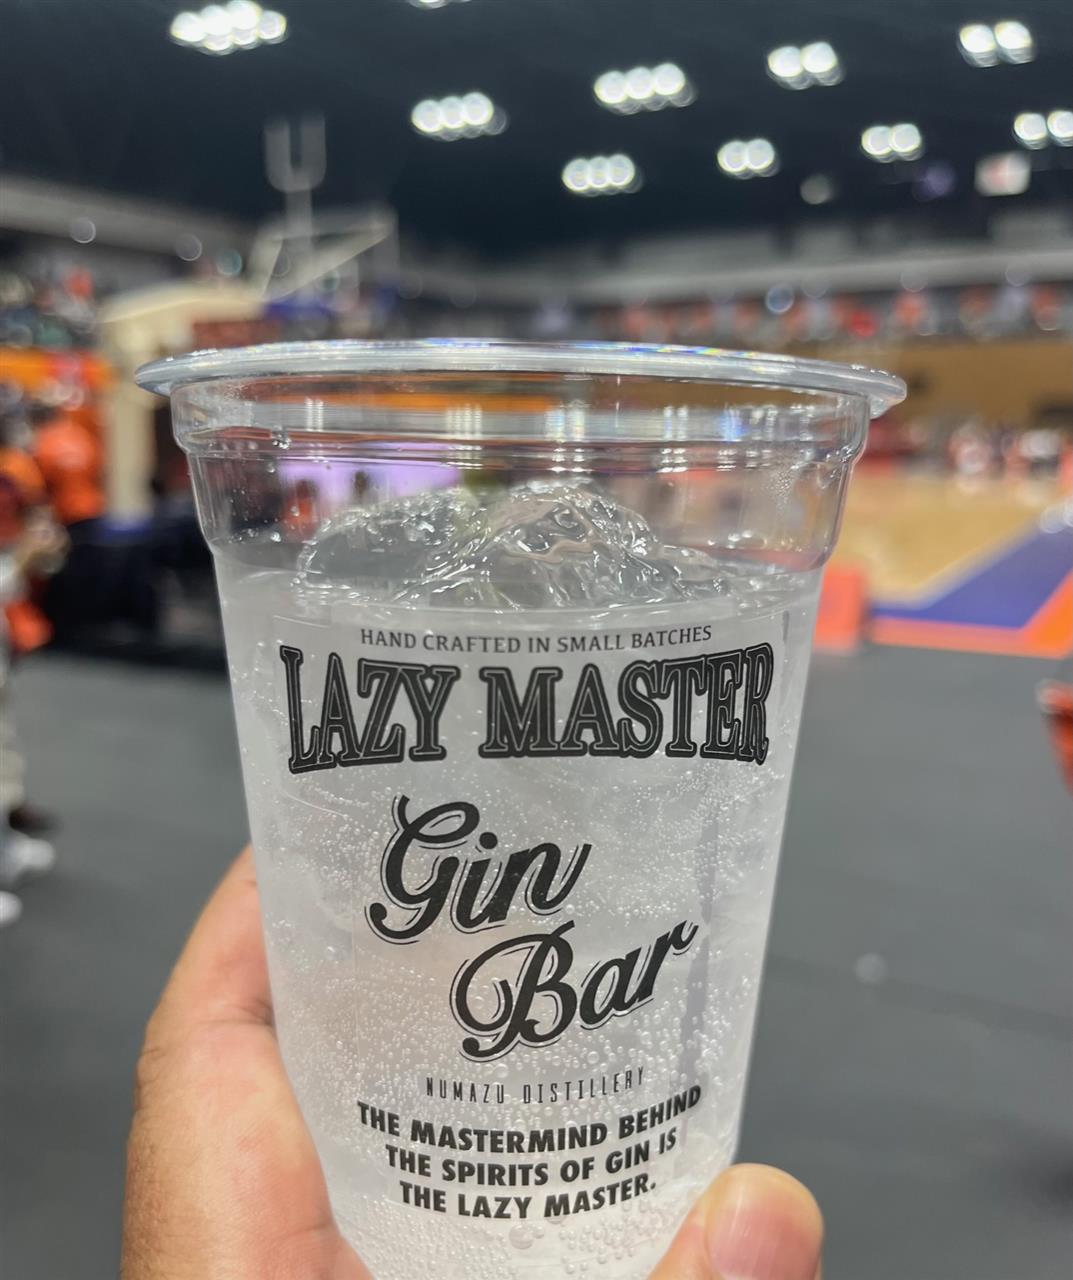 HAND CRAFTED IN SMALL BATCHES
LAZY MASTER
Gin
Bar
NUMAZU DISTILLERY
THE MASTERMIND BEHIND
THE SPIRITS OF GIN IS
THE LAZY MASTER.